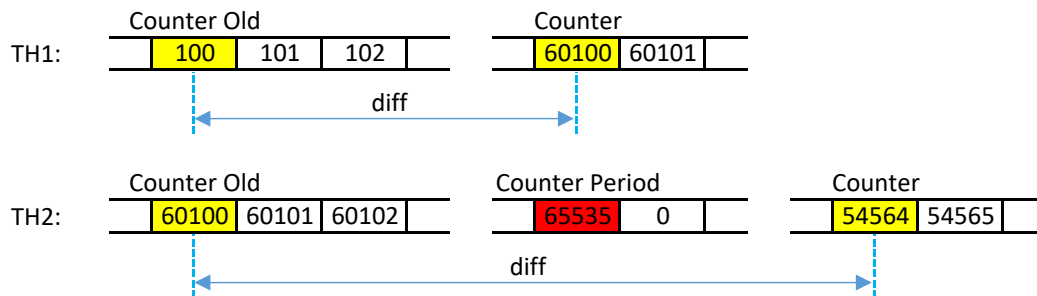 Counter Old Counter
TH1: 100 101 102 60100 60101
diff
Counter Old Counter Period Counter
TH2: 60100 60101 60102 65535 0 54564 54565
diff